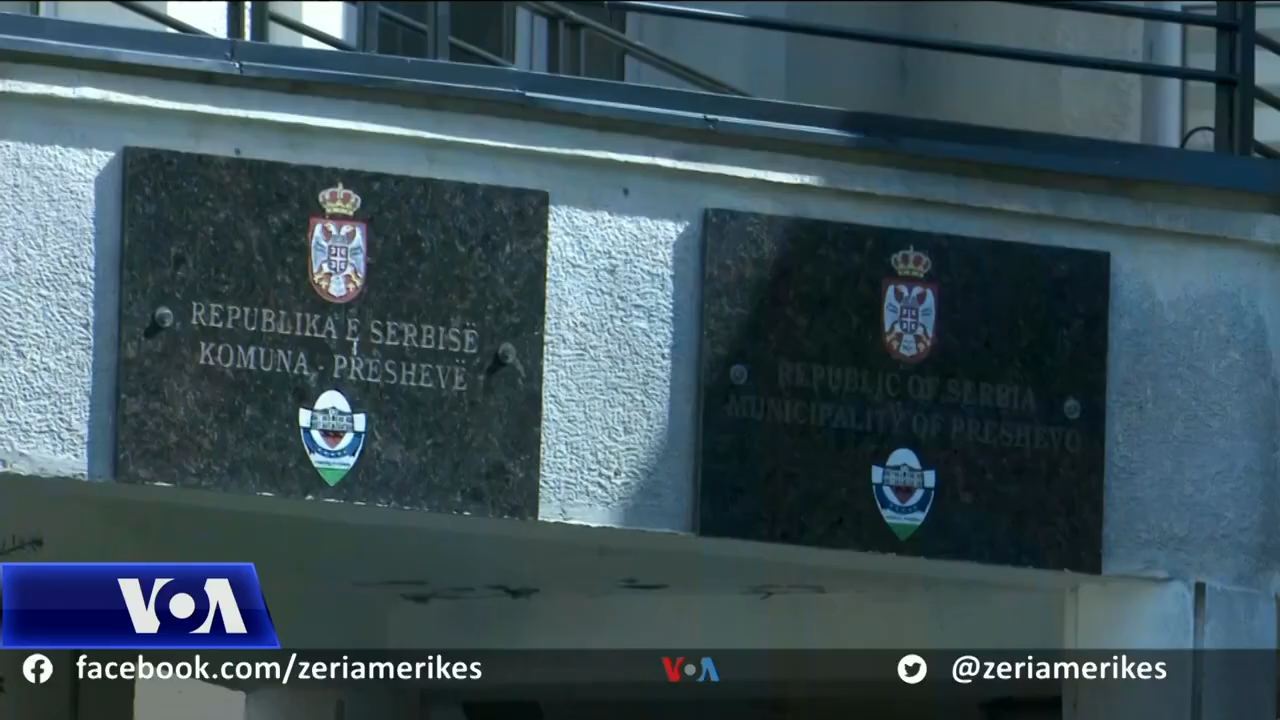 REPUBLIKA E SERBISË
KOMUNA - PRESHEVË
REPUBLIC OF SERBIA
MUNICIPALITY OF PRESHEVO
VOA
facebook.com/zeriamerikes
VOA
@zeriamerikes